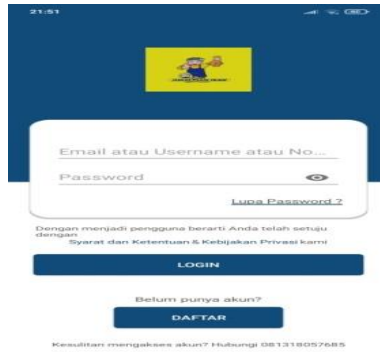 21:51
Email atau Username atau No...
Password
Lupa Password ?
Dengan menjadi pengguna berarti Anda telah setuju
dengan
Syarat dan Ketentuan & Kebijakan Privasi kami
LOGIN
Belum punya akun?
DAFTAR
Kesulitan mengakses akun? Hubungi 081318057685